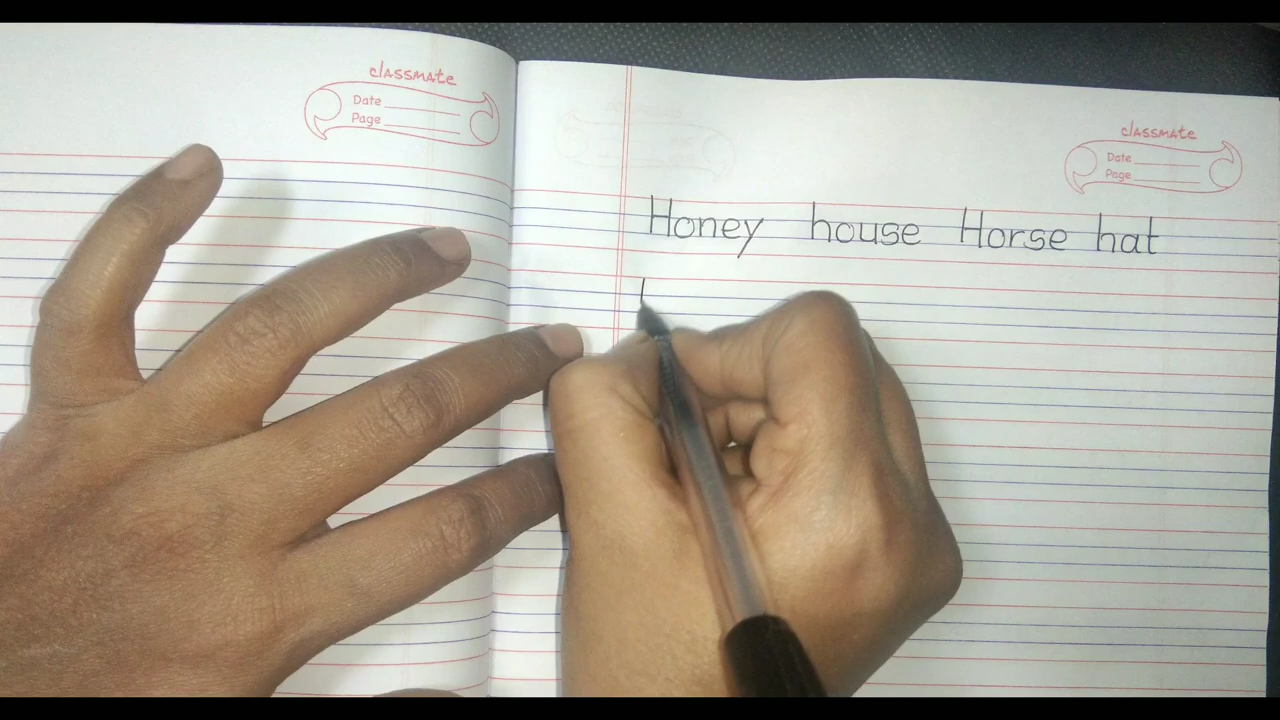 classmate
Date
Page
classmate
Date
Page
Honey house Horse hat